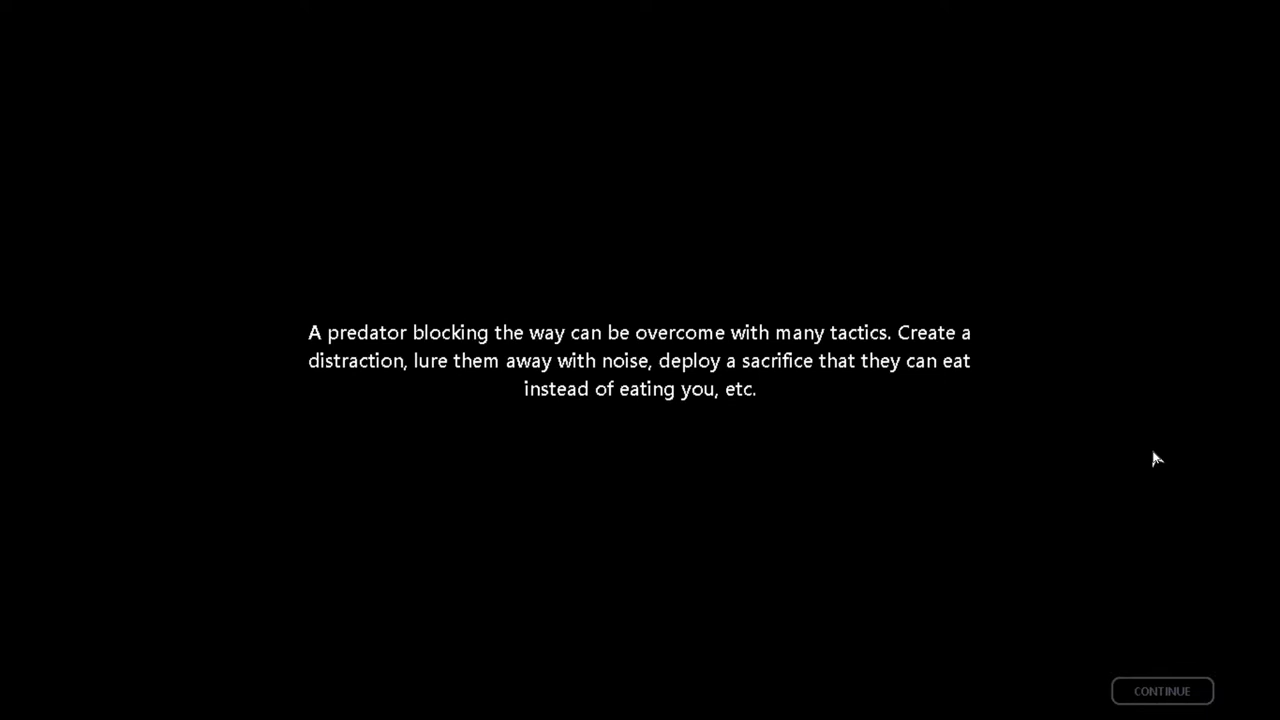 A predator blocking the way can be overcome with many tactics. Create a
distraction, lure them away with noise, deploy a sacrifice that they can eat
instead of eating you, etc.
CONTINUE